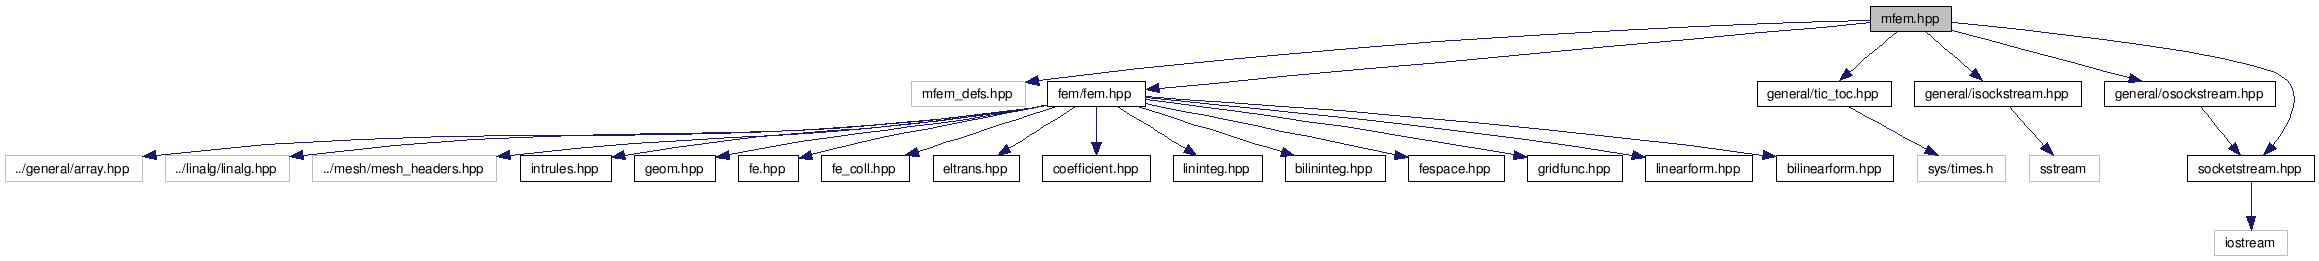 mfem.hpp
mfem_defs.hpp
fem/fem.hpp
general/tic_toc.hpp
general/isockstream.hpp
general/osockstream.hpp
../general/array.hpp
../linalg/linalg.hpp
../mesh/mesh_headers.hpp
intrules.hpp
geom.hpp
fe.hpp
fe_coll.hpp
eltrans.hpp
coefficient.hpp
lininteg.hpp
bilininteg.hpp
fespace.hpp
gridfunc.hpp
linearform.hpp
bilinearform.hpp
sys/times.h
sstream
socketstream.hpp
iostream